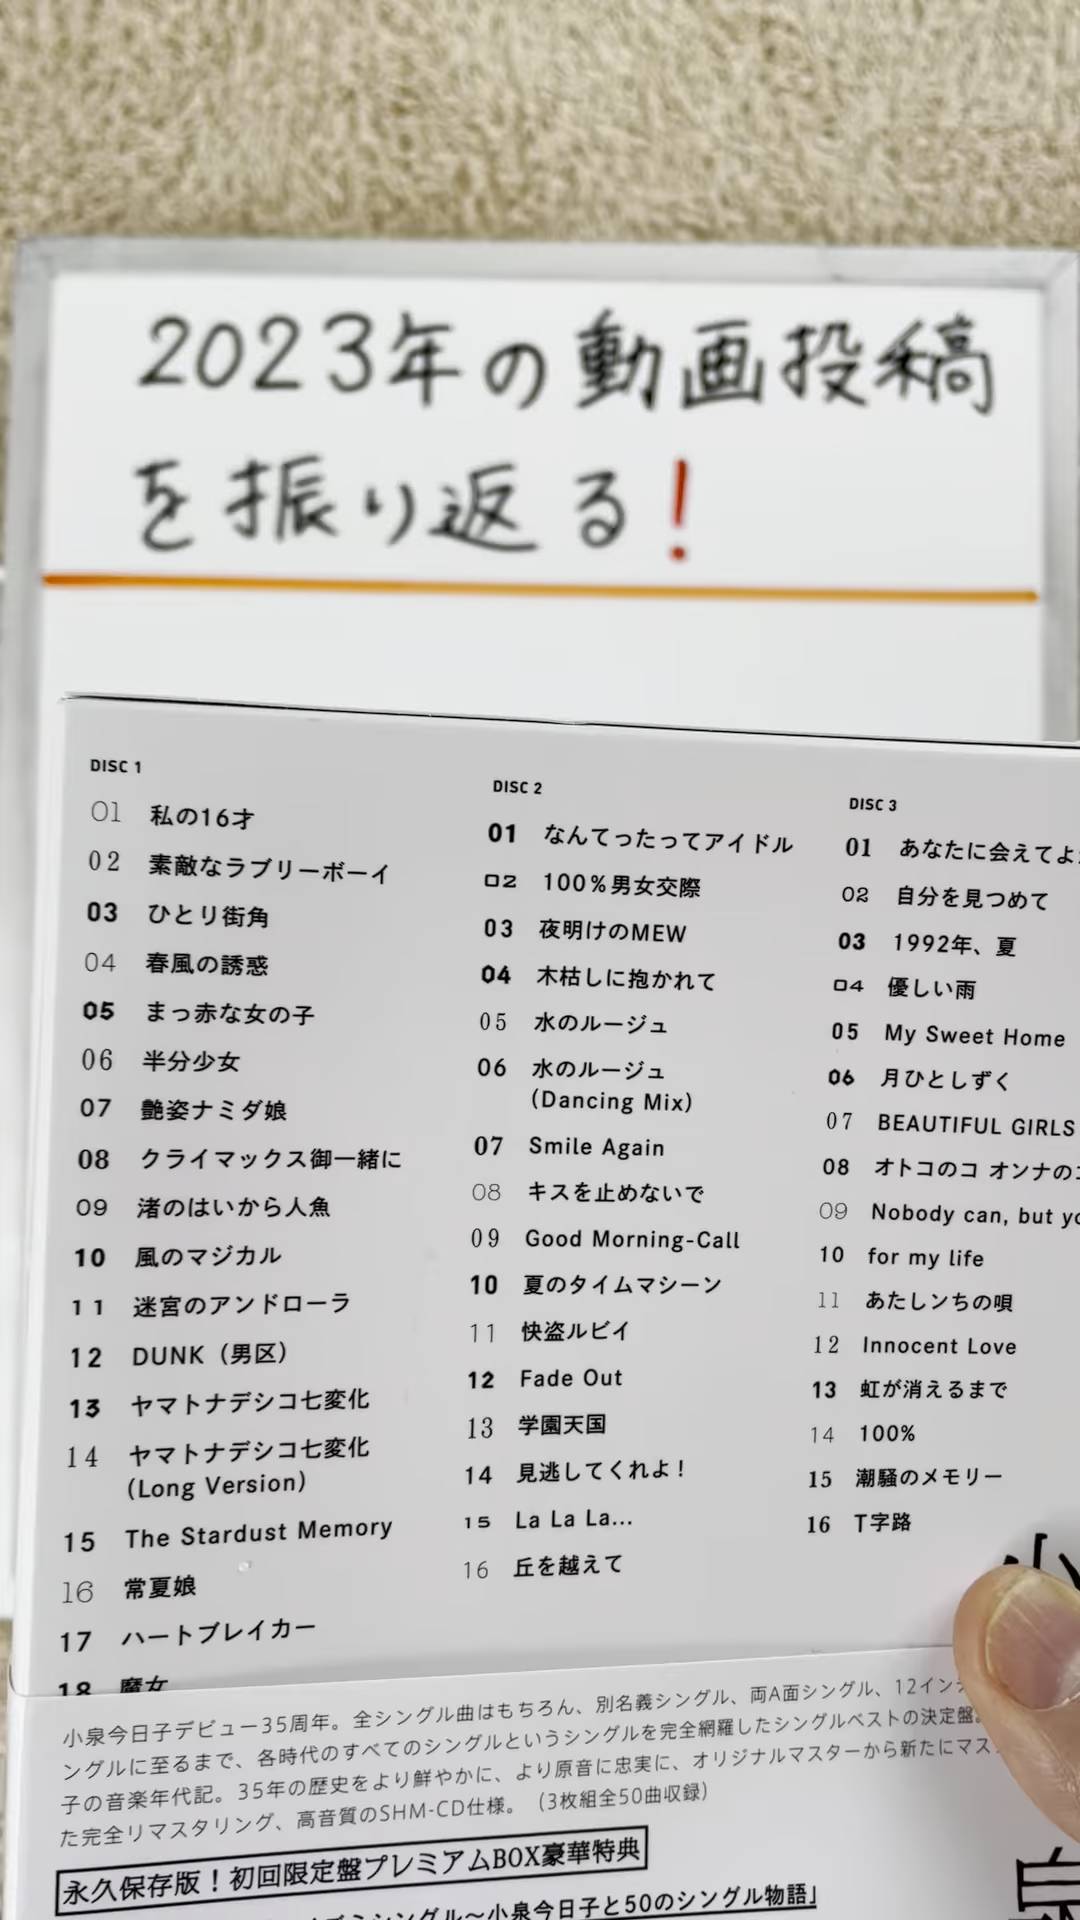 2023年の動画投稿
を振り返る!
DISC 1
01 私の16才
02 素敵なラブリーボーイ
03 ひとり街角
04 春風の誘惑
05 まっ赤な女の子
06 半分少女
07 艶姿ナミダ娘
08 クライマックス御一緒に
09 渚のはいから人魚
10 風のマジカル
11 迷宮のアンドローラ
12 DUNK（男区）
13 ヤマトナデシコ七変化
14 ヤマトナデシコ七変化
(Long Version)
15 The Stardust Memory
16 常夏娘
17 ハートブレイカー
18 魔女
DISC 2
01 なんてったってアイドル
02 100%男女交際
03 夜明けのMEW
04 木枯しに抱かれて
05 水のルージュ
06 水のルージュ
(Dancing Mix)
07 Smile Again
08 キスを止めないで
09 Good Morning-Call
10 夏のタイムマシーン
11 快盗ルビイ
12 Fade Out
13 学園天国
14 見逃してくれよ！
15 La La La...
16 丘を越えて
DISC 3
01 あなたに会えてよ
02 自分を見つめて
03 1992年、夏
04 優しい雨
05 My Sweet Home
06 月ひとしずく
07 BEAUTIFUL GIRLS
08 オトコのコ オンナの
09 Nobody can, but
10 for my life
11 あたしンちの唄
12 Innocent Love
13 虹が消えるまで
14 100%
15 潮騒のメモリー
16 T字路
小
小泉今日子デビュー35周年。全シングル曲はもちろん、別名義シングル、両A面シングル、12インチ
ングルに至るまで、各時代のすべてのシングルというシングルを完全網羅したシングルベストの決定盤。
子の音楽年代記。35年の歴史をより鮮やかに、より原音に忠実に、オリジナルマスターから新たにマス
た完全リマスタリング、高音質のSHM-CD仕様。（3枚組全50曲収録）
永久保存版！初回限定盤プレミアムBOX豪華特典
シングル〜小泉今日子と50のシングル物語」